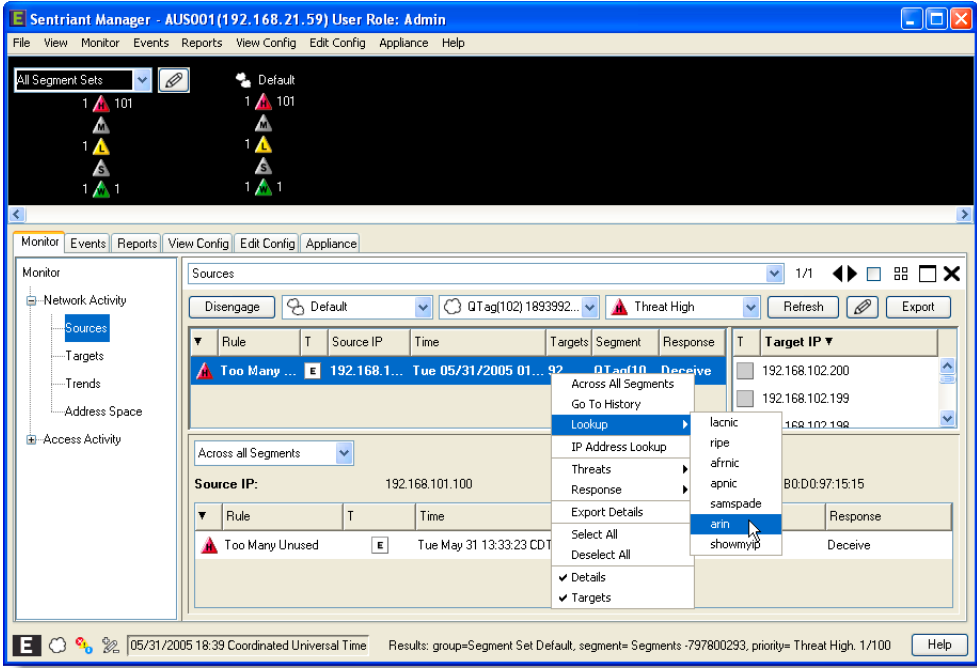 E Sentriant Manager - AUS001(192.168.21.59) User Role: Admin
File View Monitor Events Reports View Config Edit Config Appliance Help
All Segment Sets Default
1 H 101 1 H 101
M M
1 L 1 L
S S
1 W 1 1 W 1
Monitor Events Reports View Config Edit Config Appliance
Monitor Sources 1/1
Network Activity Disengage Default QTag(102) 1893992... H Threat High Refresh Export
Sources
Rule T Source IP Time Targets Segment Response T Target IP
H Too Many ... E 192.168.1... Tue 05/31/2005 01... 92 QTag(10 Deceive 192.168.102.200
Targets
Trends
Address Space
Access Activity
192.168.102.199
192.168.102.198
Across All Segments
Go To History
Lookup
IP Address Lookup
Threats
Response
Export Details
Select All
Deselect All
Details
Targets
lacnic
ripe
afrnic
apnic
samspade
arin
showmyip
Across all Segments
Source IP: 192.168.101.100 B0:D0:97:15:15
Rule T Time Response
H Too Many Unused E Tue May 31 13:33:23 CDT Deceive
E 05/31/2005 18:39 Coordinated Universal Time Results: group=Segment Set Default, segment= Segments -797800293, priority= Threat High. 1/100 Help